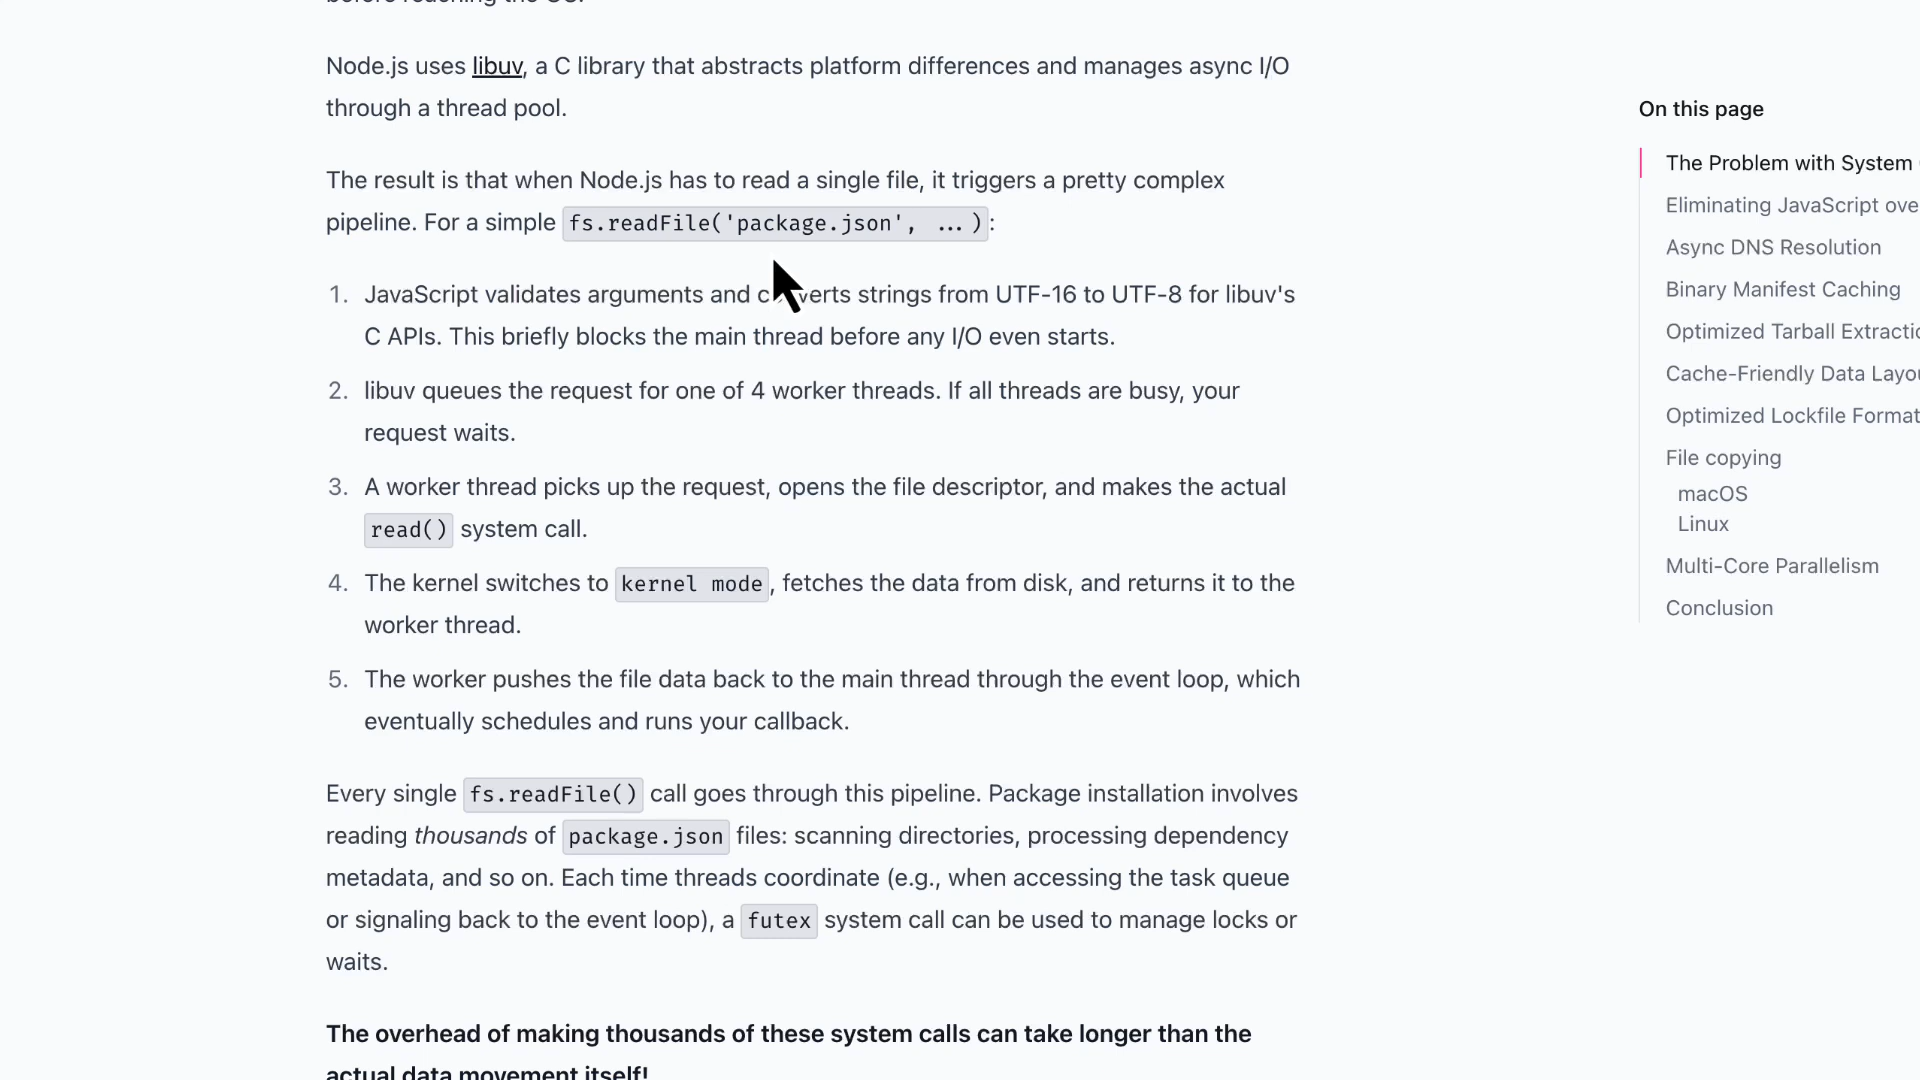 Node.js uses libuv, a C library that abstracts platform differences and manages async I/O
through a thread pool.
The result is that when Node.js has to read a single file, it triggers a pretty complex
pipeline. For a simple fs.readFile('package.json', ...):
1. JavaScript validates arguments and c verts strings from UTF-16 to UTF-8 for libuv's
C APIs. This briefly blocks the main thread before any I/O even starts.
2. libuv queues the request for one of 4 worker threads. If all threads are busy, your
request waits.
3. A worker thread picks up the request, opens the file descriptor, and makes the actual
read() system call.
4. The kernel switches to kernel mode, fetches the data from disk, and returns it to the
worker thread.
5. The worker pushes the file data back to the main thread through the event loop, which
eventually schedules and runs your callback.
Every single fs.readFile() call goes through this pipeline. Package installation involves
reading thousands of package.json files: scanning directories, processing dependency
metadata, and so on. Each time threads coordinate (e.g., when accessing the task queue
or signaling back to the event loop), a futex system call can be used to manage locks or
waits.
The overhead of making thousands of these system calls can take longer than the
actual data movement itself!
On this page
The Problem with System
Eliminating JavaScript ove
Async DNS Resolution
Binary Manifest Caching
Optimized Tarball Extractio
Cache-Friendly Data Layou
Optimized Lockfile Format
File copying
macOS
Linux
Multi-Core Parallelism
Conclusion